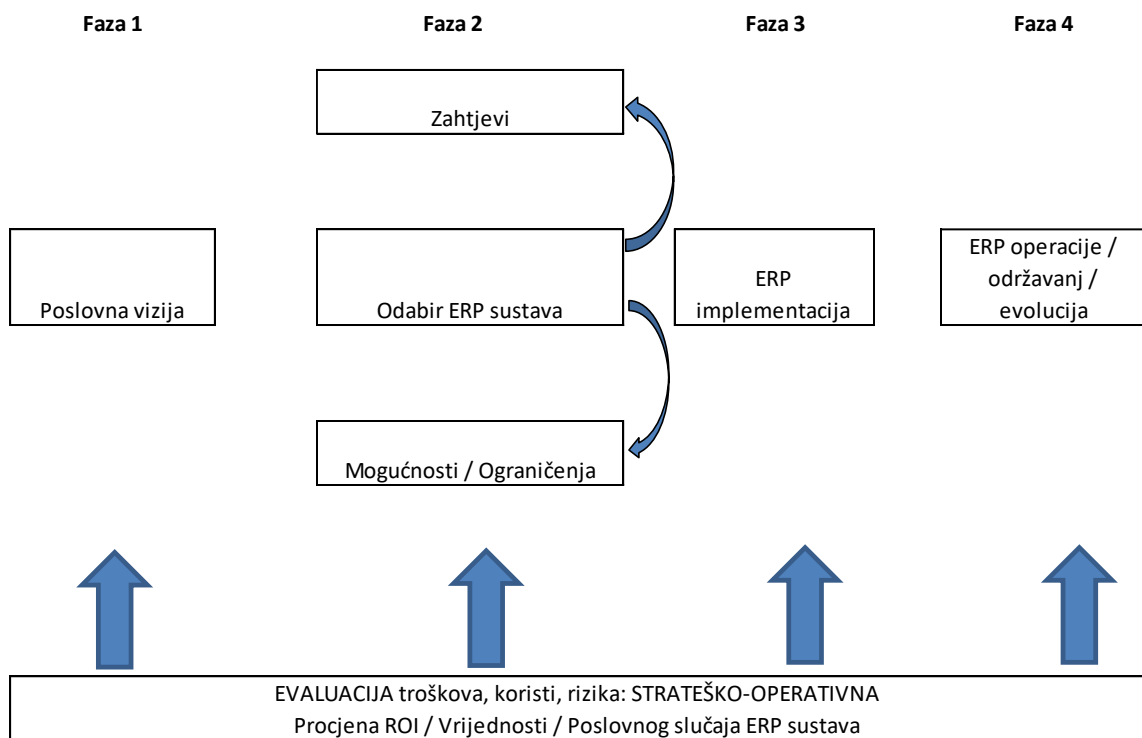 Faza 1
Faza 2
Faza 3
Faza 4
Zahtjevi
Poslovna vizija
Odabir ERP sustava
ERP
implementacija
ERP operacije /
održavanj /
evolucija
Mogućnosti / Ograničenja
EVALUACIJA troškova, koristi, rizika: STRATEŠKO-OPERATIVNA
Procjena ROI / Vrijednosti / Poslovnog slučaja ERP sustava